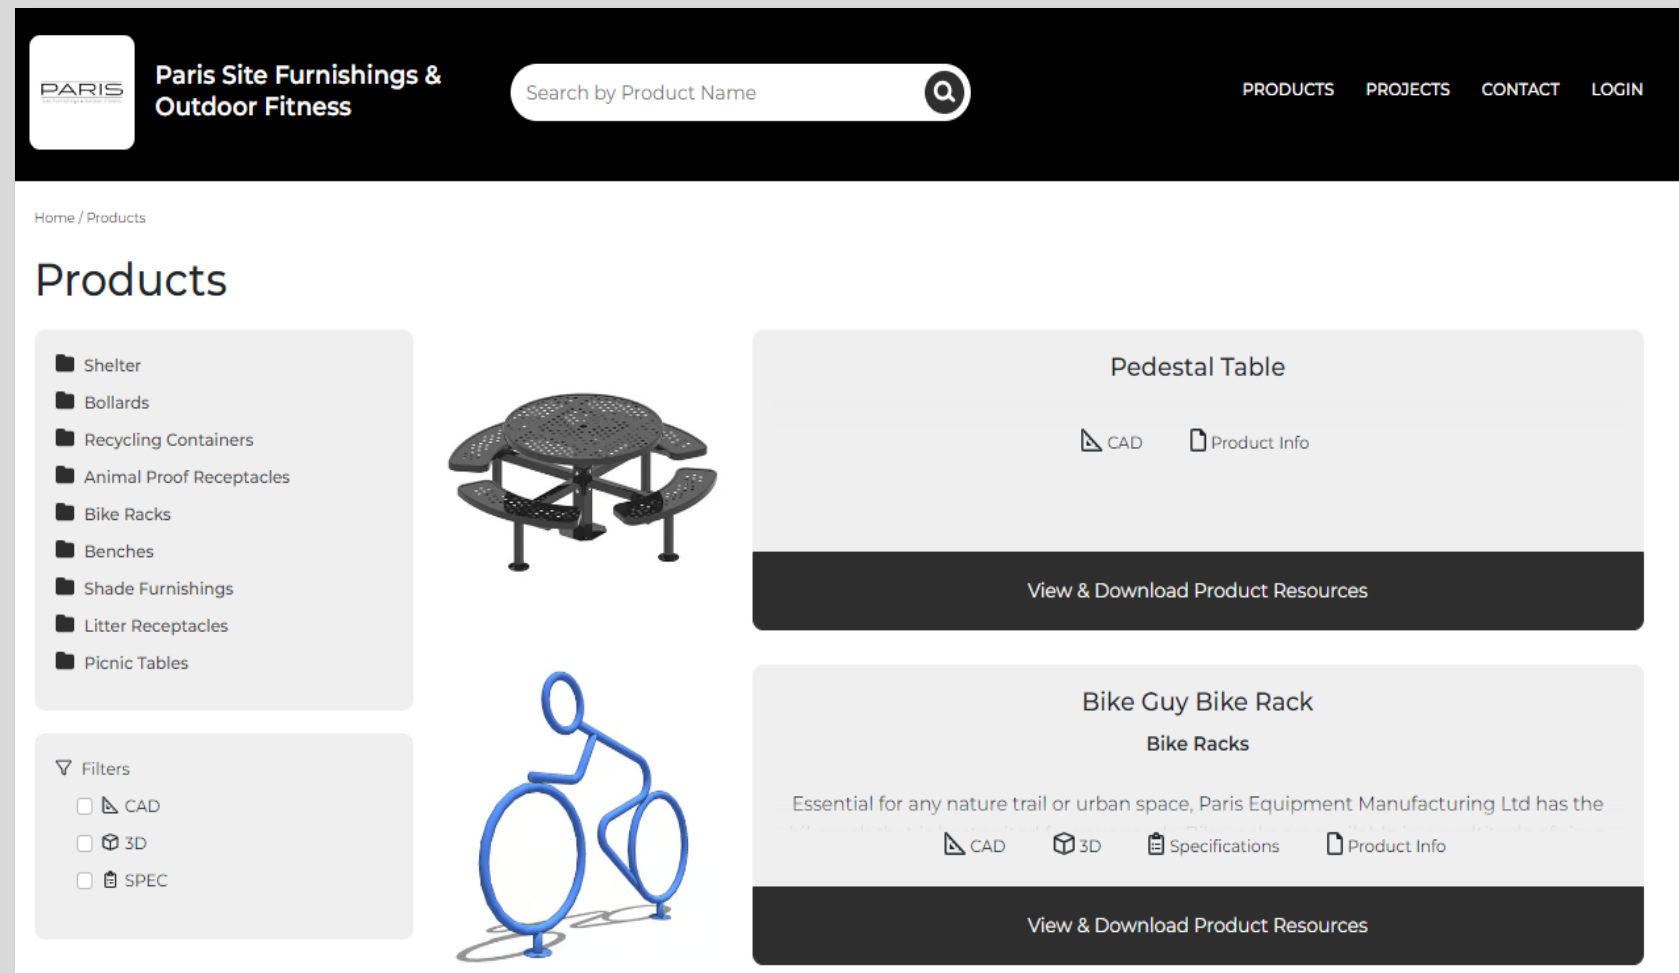 PARIS
Paris Site Furnishings &
Outdoor Fitness
Search by Product Name
PRODUCTS PROJECTS CONTACT LOGIN
Home / Products
Products
Shelter
Bollards
Recycling Containers
Animal Proof Receptacles
Bike Racks
Benches
Shade Furnishings
Litter Receptacles
Picnic Tables
Filters
CAD
3D
SPEC
Pedestal Table
CAD Product Info
View & Download Product Resources
Bike Guy Bike Rack
Bike Racks
Essential for any nature trail or urban space, Paris Equipment Manufacturing Ltd has the
CAD 3D Specifications Product Info
View & Download Product Resources